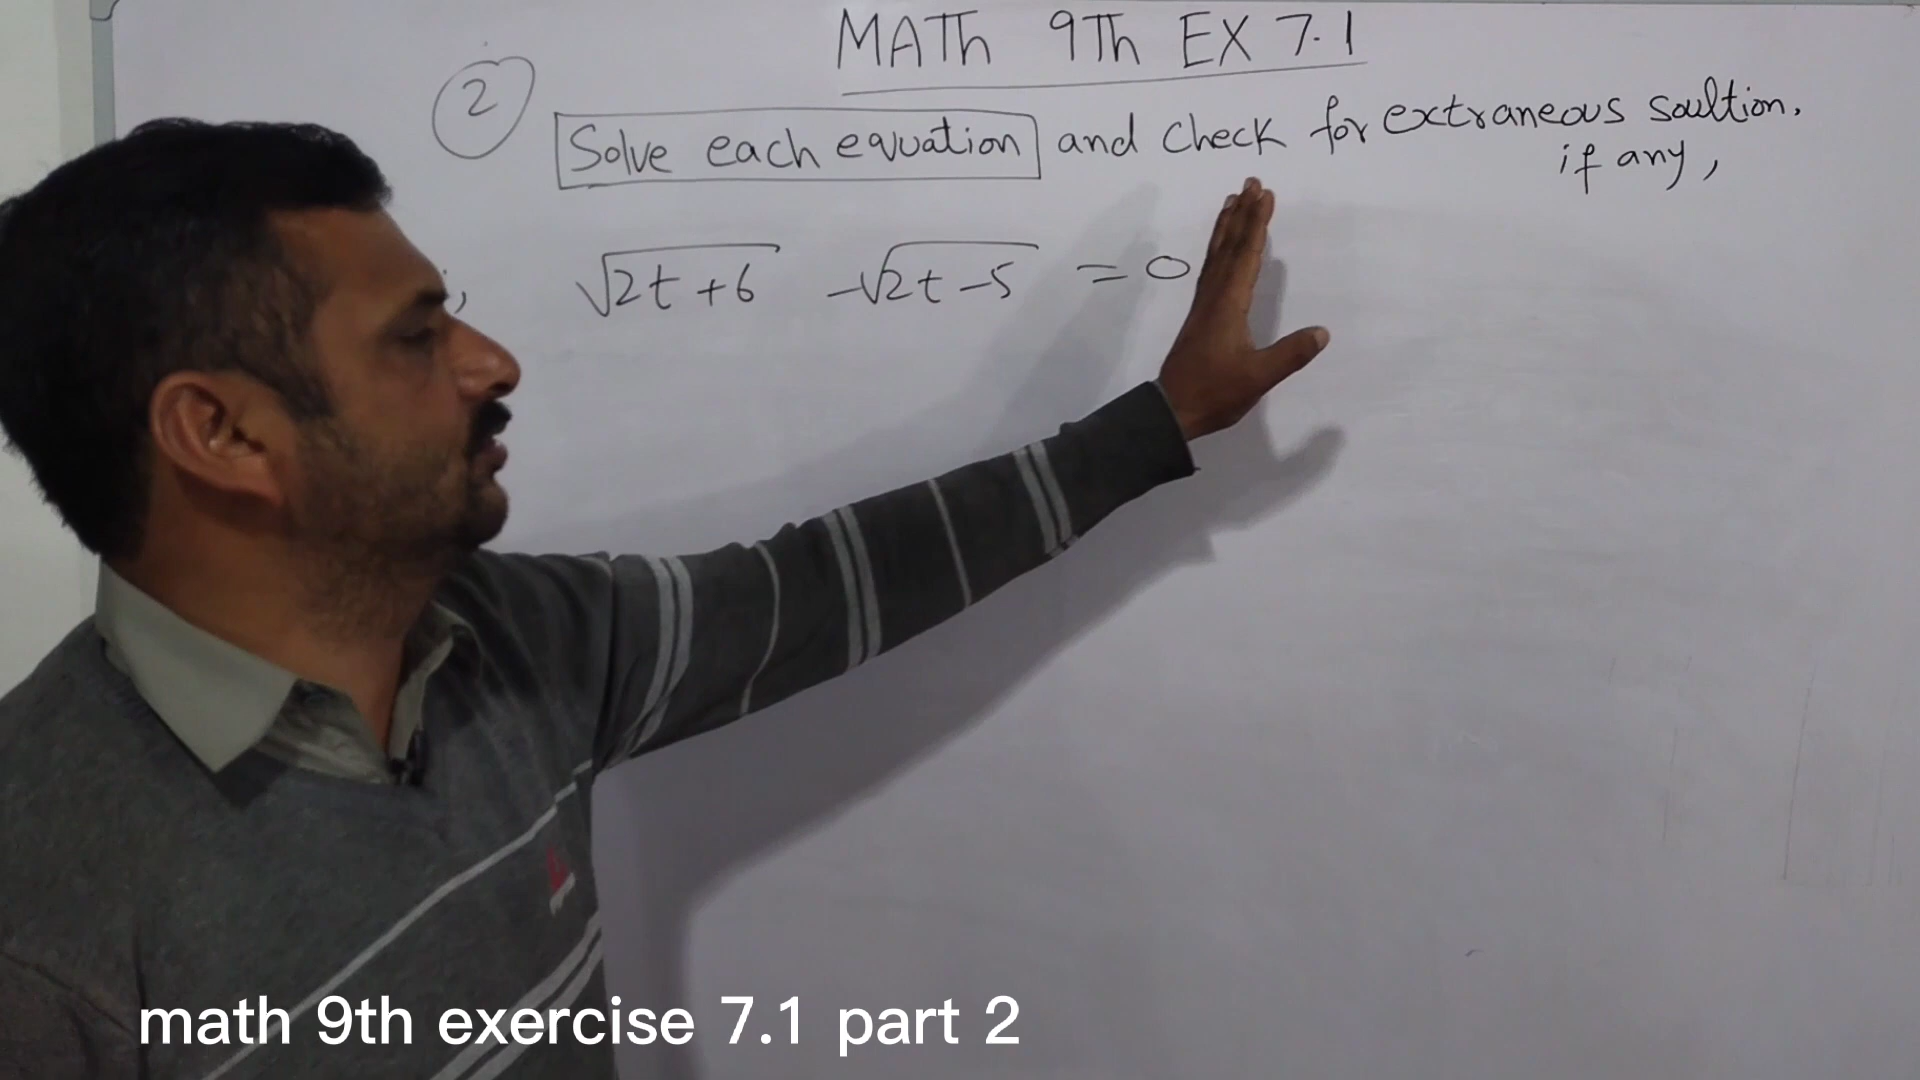 MATh 9Th EX 7.1
2
Solve each equation and check for extraneous soultion,
if any,
√2t+6 -√2t-5 =0
math 9th exercise 7.1 part 2